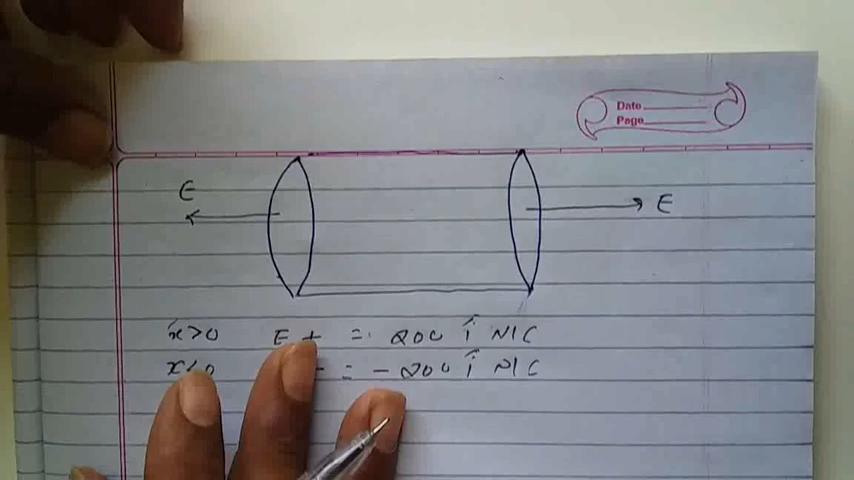 Date
Page
E
E
x>0 E+ = 200 î N/C
x<0 = -200 î N/C